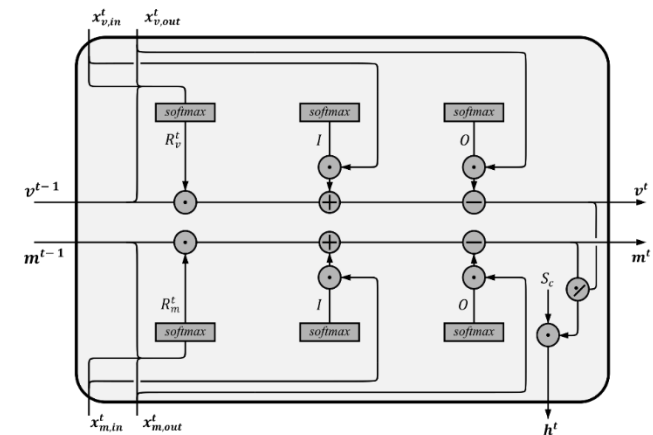 x^t_{v,in} x^t_{v,out}
softmax softmax softmax
R^t_v I O
v^{t-1} v^t
m^{t-1} m^t
R^t_m I O S_c
softmax softmax softmax
x^t_{m,in} x^t_{m,out} h^t